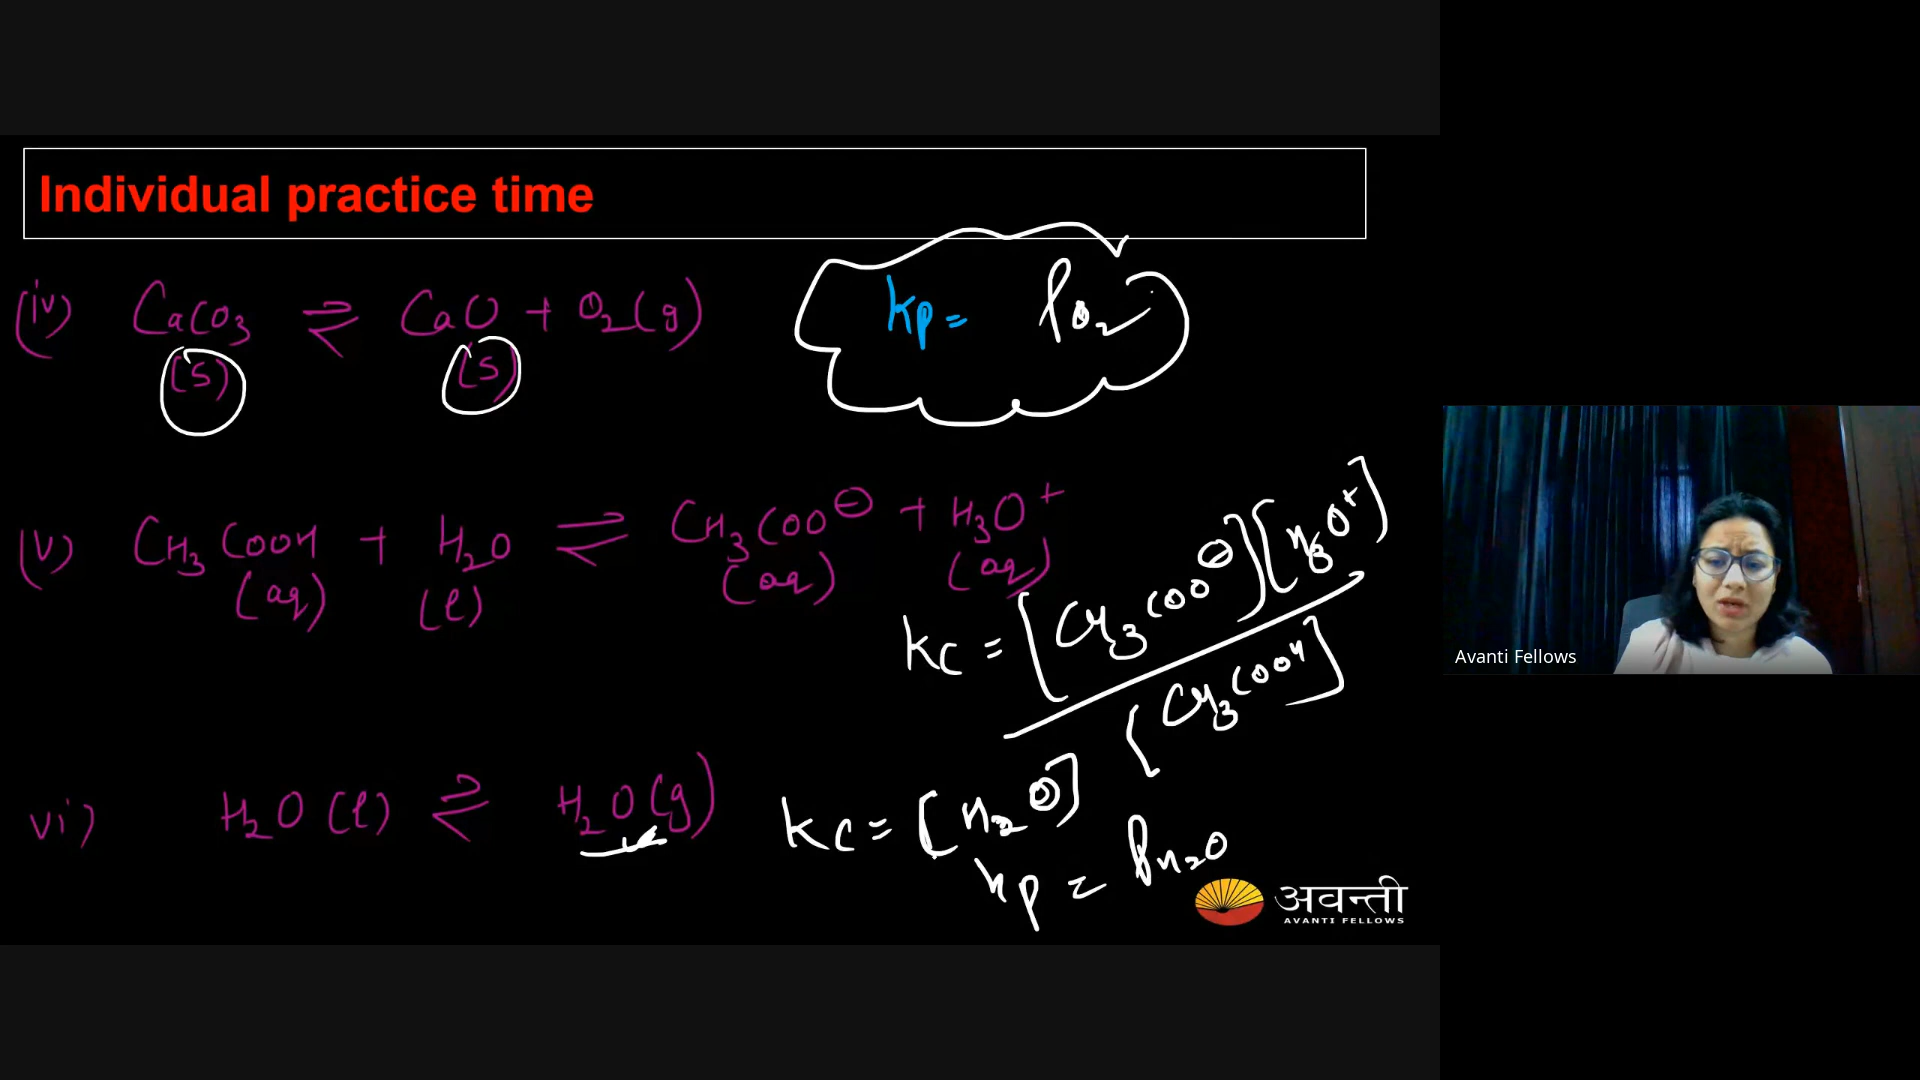 Individual practice time
(iv) CaCO3 ⇌ CaO + O2(g)
(s) (s)
kp = PO2
(v) CH3COOH + H2O ⇌ CH3COO⊖ + H3O+
(aq) (l) (aq) (aq)
kc = [CH3COO⊖][H3O+]
[CH3COOH]
vi) H2O(l) ⇌ H2O(g)
kc = [H2O]
kp = PH2O
अवन्ती
AVANTI FELLOWS
Avanti Fellows